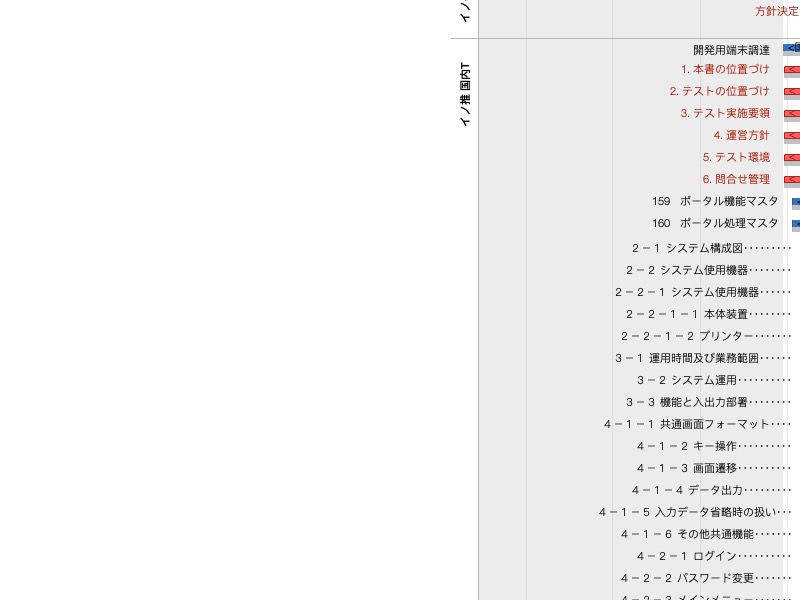 方針決定
イノ推 国内T
開発用端末調達
1. 本書の位置づけ
2. テストの位置づけ
3. テスト実施要領
4. 運営方針
5. テスト環境
6. 問合せ管理
159 ポータル機能マスタ
160 ポータル処理マスタ
２－１ システム構成図･････････
２－２ システム使用機器････････
２－２－１ システム使用機器･･････
２－２－１－１ 本体装置････････
２－２－１－２ プリンター･･･････
３－１ 運用時間及び業務範囲･･････
３－２ システム運用･･････････
３－３ 機能と入出力部署････････
４－１－１ 共通画面フォーマット････
４－１－２ キー操作･･････････
４－１－３ 画面遷移･･････････
４－１－４ データ出力･････････
４－１－５ 入力データ省略時の扱い･･･
４－１－６ その他共通機能･･･････
４－２－１ ログイン･･････････
４－２－２ パスワード変更･･･････
４－２－３ メインメニュー･･･････